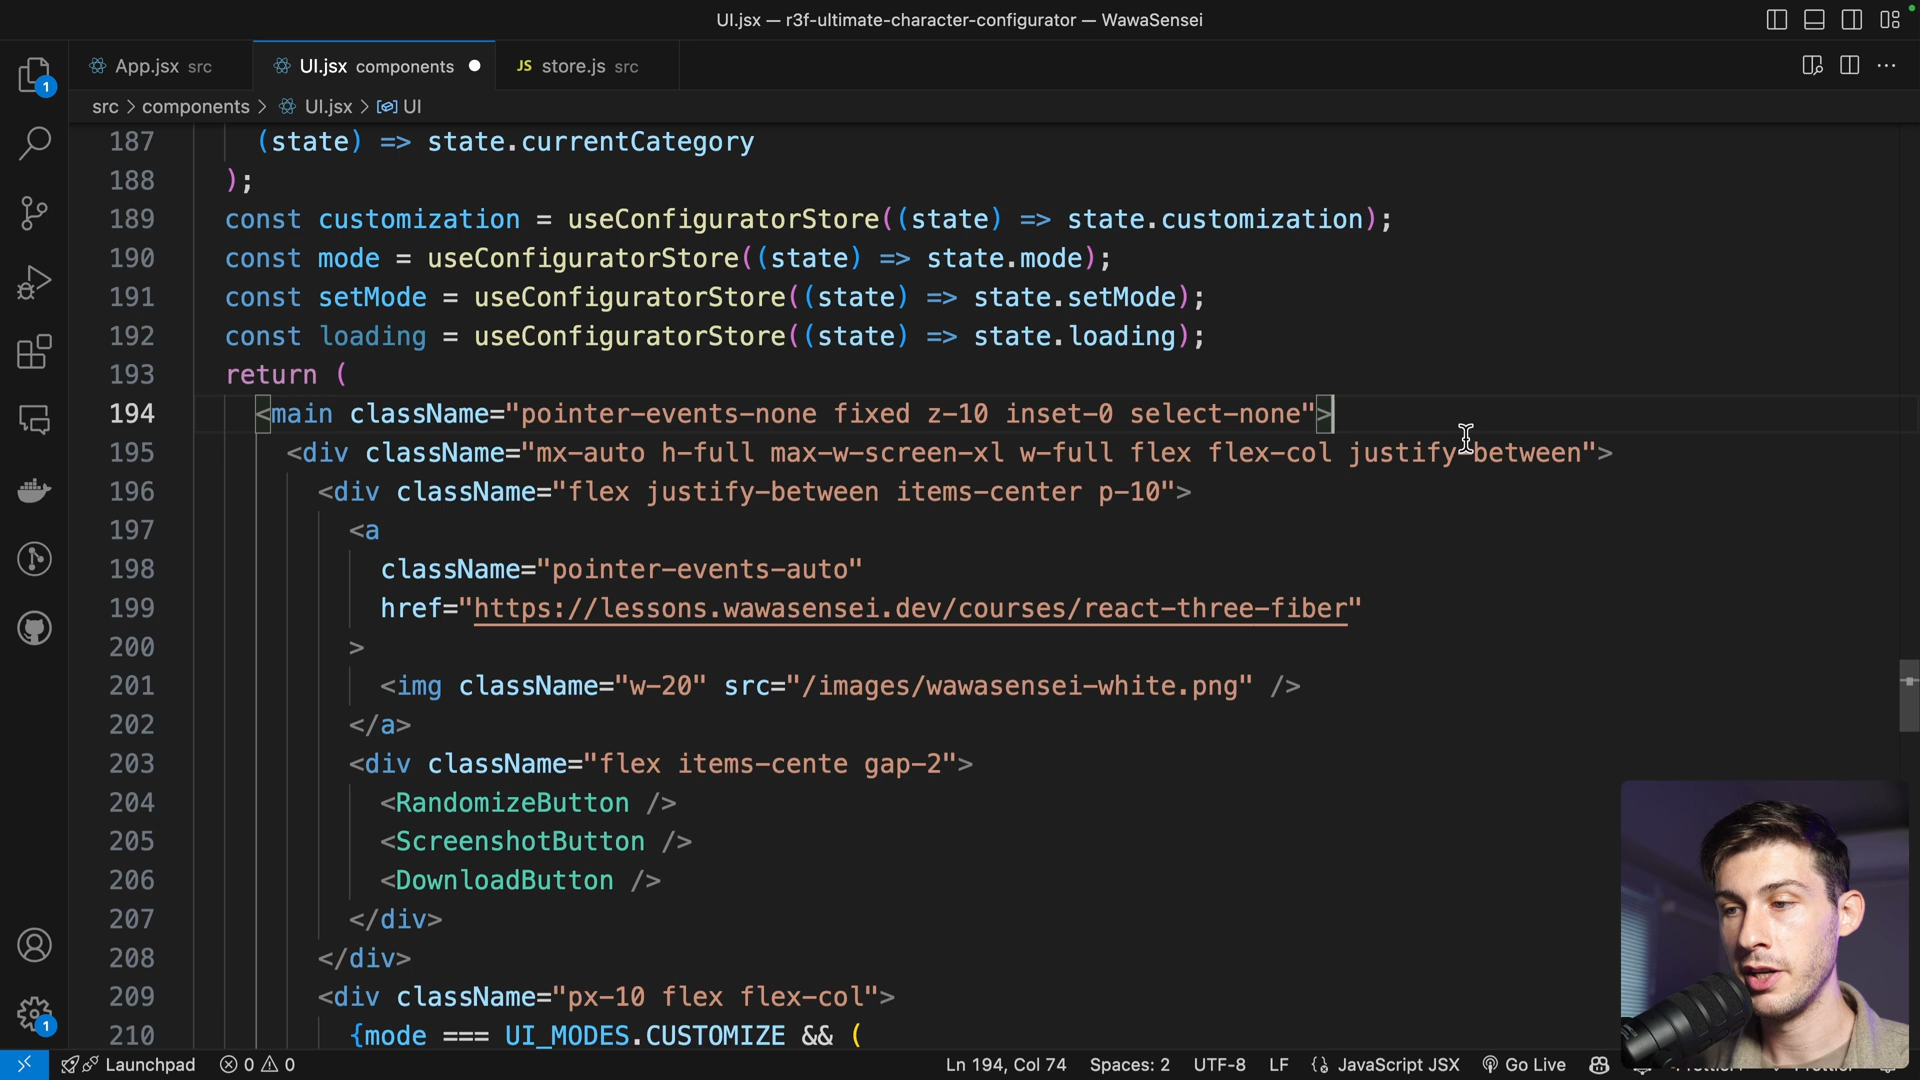 UI.jsx — r3f-ultimate-character-configurator — WawaSensei
App.jsx src
UI.jsx components
JS store.js src
src > components > UI.jsx > UI
187 (state) => state.currentCategory
188 );
189 const customization = useConfiguratorStore((state) => state.customization);
190 const mode = useConfiguratorStore((state) => state.mode);
191 const setMode = useConfiguratorStore((state) => state.setMode);
192 const loading = useConfiguratorStore((state) => state.loading);
193 return (
194 <main className="pointer-events-none fixed z-10 inset-0 select-none">
195 <div className="mx-auto h-full max-w-screen-xl w-full flex flex-col justify-between">
196 <div className="flex justify-between items-center p-10">
197 <a
198 className="pointer-events-auto"
199 href="https://lessons.wawasensei.dev/courses/react-three-fiber"
200 >
201 <img className="w-20" src="/images/wawasensei-white.png" />
202 </a>
203 <div className="flex items-cente gap-2">
204 <RandomizeButton />
205 <ScreenshotButton />
206 <DownloadButton />
207 </div>
208 </div>
209 <div className="px-10 flex flex-col">
210 {mode === UI_MODES.CUSTOMIZE && (
1
1
Launchpad 0 0 Ln 194, Col 74 Spaces: 2 UTF-8 LF {} JavaScript JSX Go Live